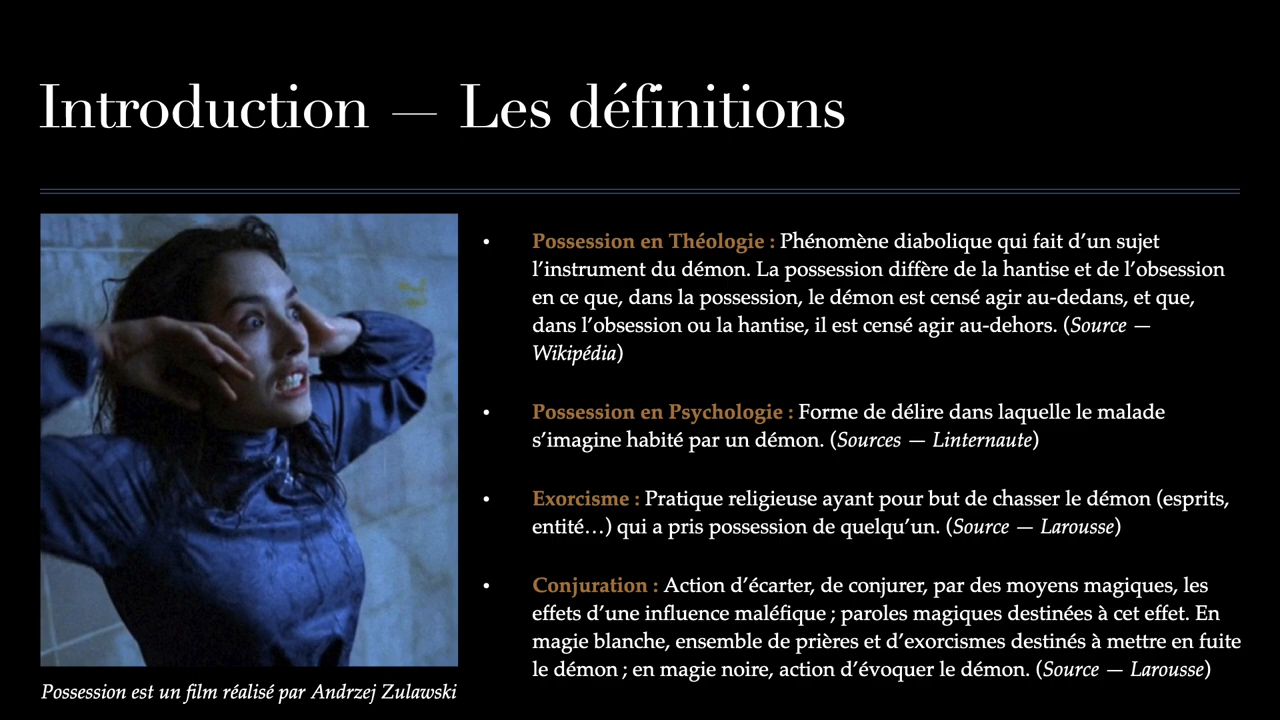 Introduction — Les définitions
• Possession en Théologie : Phénomène diabolique qui fait d’un sujet
l’instrument du démon. La possession diffère de la hantise et de l’obsession
en ce que, dans la possession, le démon est censé agir au-dedans, et que,
dans l’obsession ou la hantise, il est censé agir au-dehors. (Source —
Wikipédia)
• Possession en Psychologie : Forme de délire dans laquelle le malade
s’imagine habité par un démon. (Sources — Linternaute)
• Exorcisme : Pratique religieuse ayant pour but de chasser le démon (esprits,
entité…) qui a pris possession de quelqu’un. (Source — Larousse)
• Conjuration : Action d’écarter, de conjurer, par des moyens magiques, les
effets d’une influence maléfique ; paroles magiques destinées à cet effet. En
magie blanche, ensemble de prières et d’exorcismes destinés à mettre en fuite
le démon ; en magie noire, action d’évoquer le démon. (Source — Larousse)
Possession est un film réalisé par Andrzej Zulawski